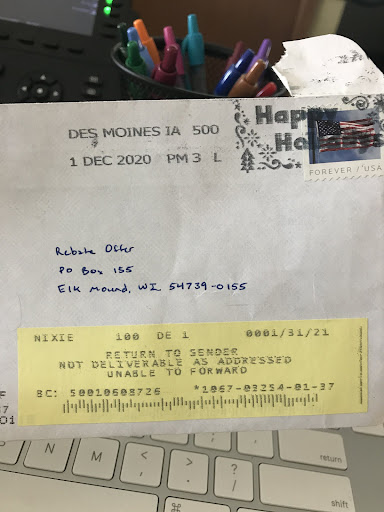 DES MOINES IA 500
1 DEC 2020 PM 3 L
Happy
FOREVER / USA
Rebate Offer
PO Box 155
Elk Mound, WI 54739-0155
NIXIE 100 DE 1 0001/31/21
RETURN TO SENDER
NOT DELIVERABLE AS ADDRESSED
UNABLE TO FORWARD
BC: 50010608726 *1067-03254-01-37
N
M
<
,
>
.
?
/
return
shift
⌘